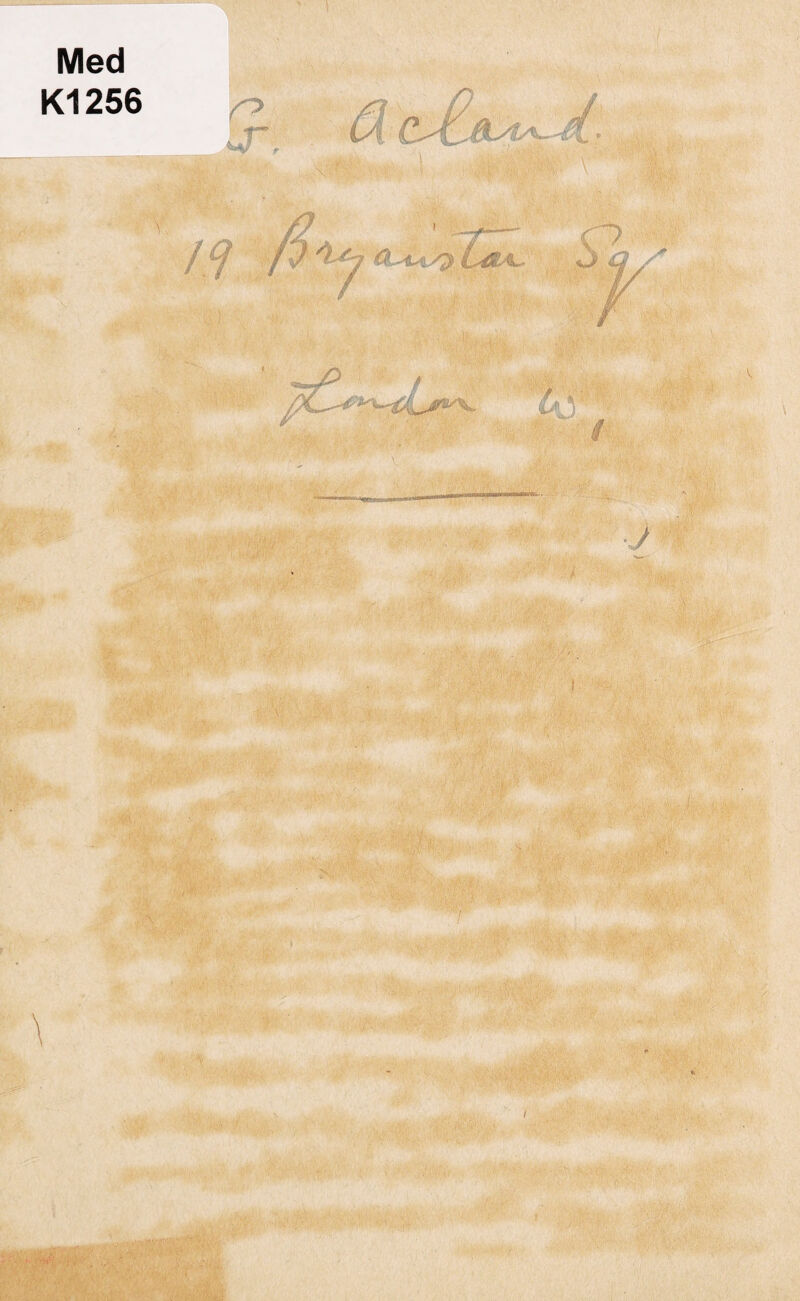 Med
K1256
G. Acland.
19 Bryanston Sq
London W,